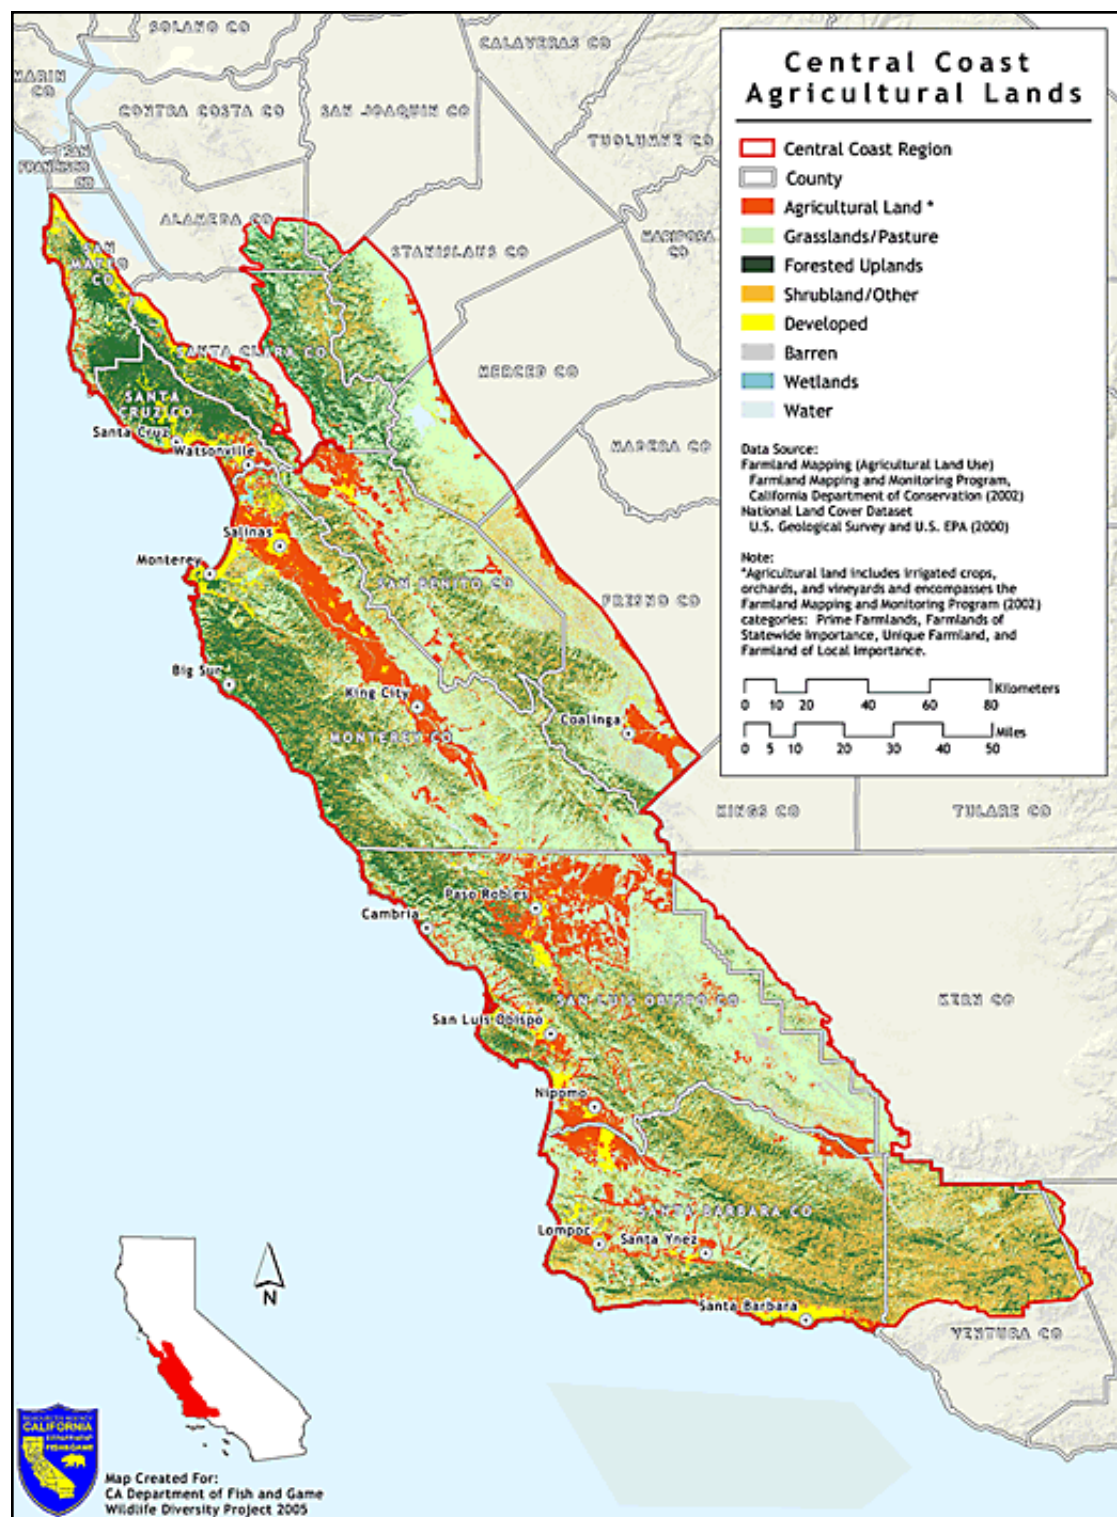 SOLANO CO
CALAVERAS CO
MARIN
CO
CONTRA COSTA CO
SAN JOAQUIN CO
TUOLUMNE CO
SAN
FRANCISCO
CO
ALAMEDA CO
STANISLAUS CO
MARIPOSA
CO
SAN
MATEO
CO
SANTA CLARA CO
MERCED CO
MADERA CO
SANTA
CRUZ CO
Santa Cruz
Watsonville
Salinas
Monterey
SAN BENITO CO
FRESNO CO
Big Sur
King City
Coalinga
MONTEREY CO
KINGS CO
TULARE CO
Paso Robles
Cambria
SAN LUIS OBISPO CO
KERN CO
San Luis Obispo
Nipomo
SANTA BARBARA CO
Lompoc
Santa Ynez
Santa Barbara
VENTURA CO
Central Coast
Agricultural Lands
Central Coast Region
County
Agricultural Land *
Grasslands/Pasture
Forested Uplands
Shrubland/Other
Developed
Barren
Wetlands
Water
Data Source:
Farmland Mapping (Agricultural Land Use)
Farmland Mapping and Monitoring Program,
California Department of Conservation (2002)
National Land Cover Dataset
U.S. Geological Survey and U.S. EPA (2000)
Note:
*Agricultural land includes irrigated crops,
orchards, and vineyards and encompasses the
Farmland Mapping and Monitoring Program (2002)
categories: Prime Farmlands, Farmlands of
Statewide Importance, Unique Farmland, and
Farmland of Local Importance.
Kilometers
0 10 20 40 60 80
Miles
0 5 10 20 30 40 50
N
CALIFORNIA
FISH&GAME
Map Created For:
CA Department of Fish and Game
Wildlife Diversity Project 2005